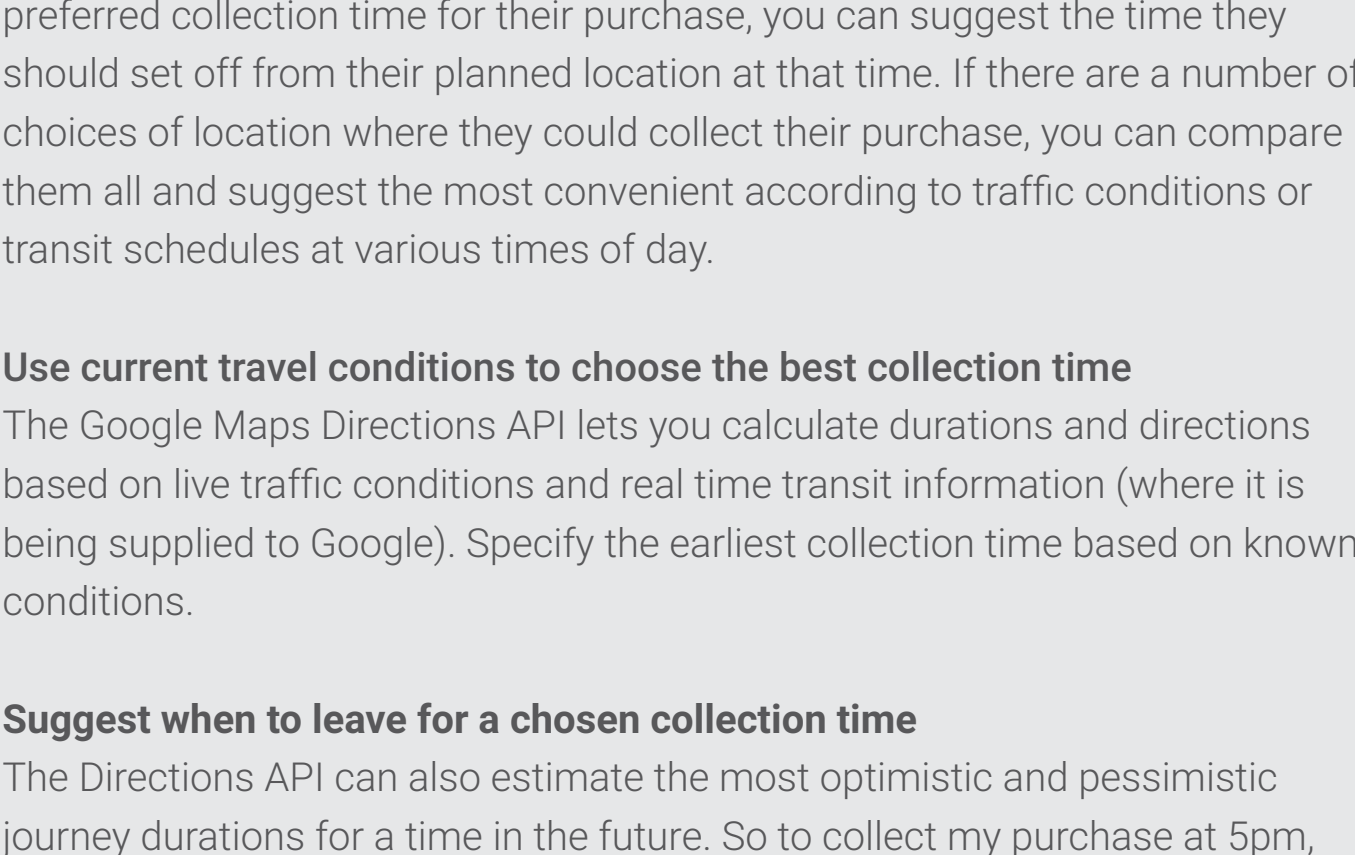 preferred collection time for their purchase, you can suggest the time they
should set off from their planned location at that time. If there are a number of
choices of location where they could collect their purchase, you can compare
them all and suggest the most convenient according to traffic conditions or
transit schedules at various times of day.
Use current travel conditions to choose the best collection time
The Google Maps Directions API lets you calculate durations and directions
based on live traffic conditions and real time transit information (where it is
being supplied to Google). Specify the earliest collection time based on known
conditions.
Suggest when to leave for a chosen collection time
The Directions API can also estimate the most optimistic and pessimistic
journey durations for a time in the future. So to collect my purchase at 5pm,